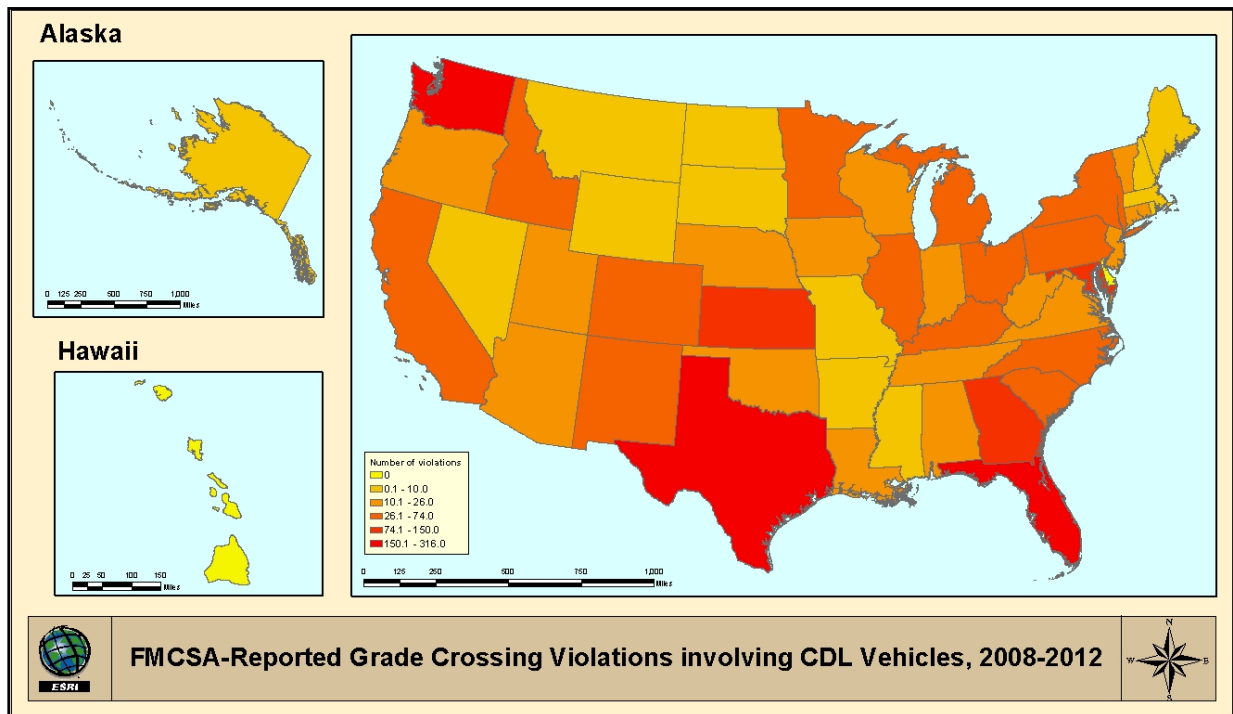 Alaska
0 125 250 500 750 1,000
Miles
Hawaii
0 25 50 100 150
Miles
Number of violations
0
0.1 - 10.0
10.1 - 26.0
26.1 - 74.0
74.1 - 150.0
150.1 - 316.0
0 125 250 500 750 1,000
Miles
ESRI
FMCSA-Reported Grade Crossing Violations involving CDL Vehicles, 2008-2012
N
W E
S